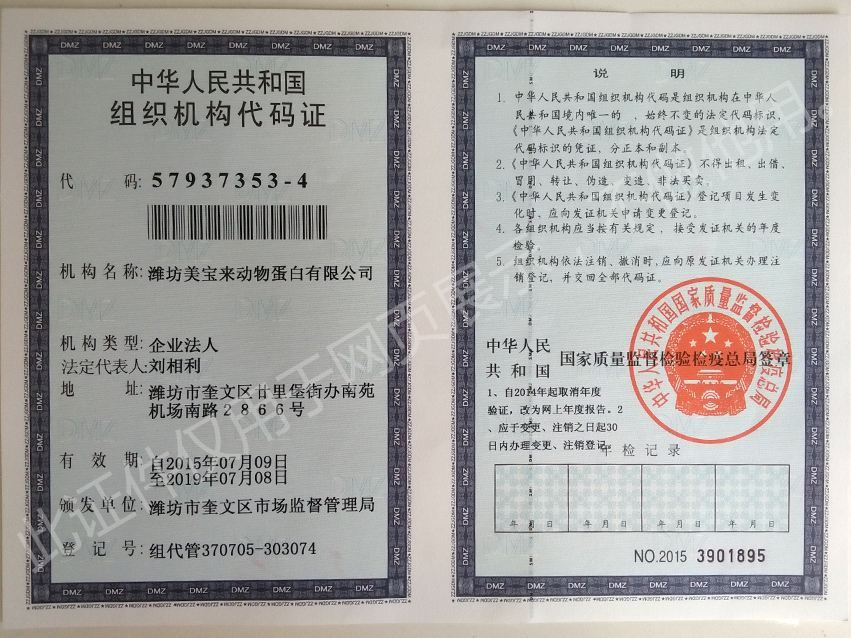 中华人民共和国
组织机构代码证
代 码: 57937353-4
机构名称: 潍坊美宝来动物蛋白有限公司
机构类型: 企业法人
法定代表人: 刘相利
地 址: 潍坊市奎文区廿里堡街办南苑
机场南路2866号
有 效 期: 自2015年07月09日
至2019年07月08日
颁发单位: 潍坊市奎文区市场监督管理局
登 记 号: 组代管370705-303074
说 明
1. 中华人民共和国组织机构代码是组织机构在中华人
民共和国境内唯一的、始终不变的法定代码标识,
《中华人民共和国组织机构代码证》是组织机构法定
代码标识的凭证,分正本和副本。
2.《中华人民共和国组织机构代码证》不得出租、出借、
冒用、转让、伪造、变造、非法买卖。
3.《中华人民共和国组织机构代码证》登记项目发生变
化时,应向发证机关申请变更登记。
4. 各组织机构应当按有关规定,接受发证机关的年度
检验。
5. 组织机构依法注销、撤消时,应向原发证机关办理注
销登记,并交回全部代码证。
中华人民
共和国 国家质量监督检验检疫总局签章
中华人民共和国国家质量监督检验检疫总局
1、自2014年起取消年度
验证,改为网上年度报告。2
、应于变更、注销之日起30
日内办理变更、注销登记。
年检记录
年 月 日 年 月 日 年 月 日 年 月 日
NO.2015 3901895